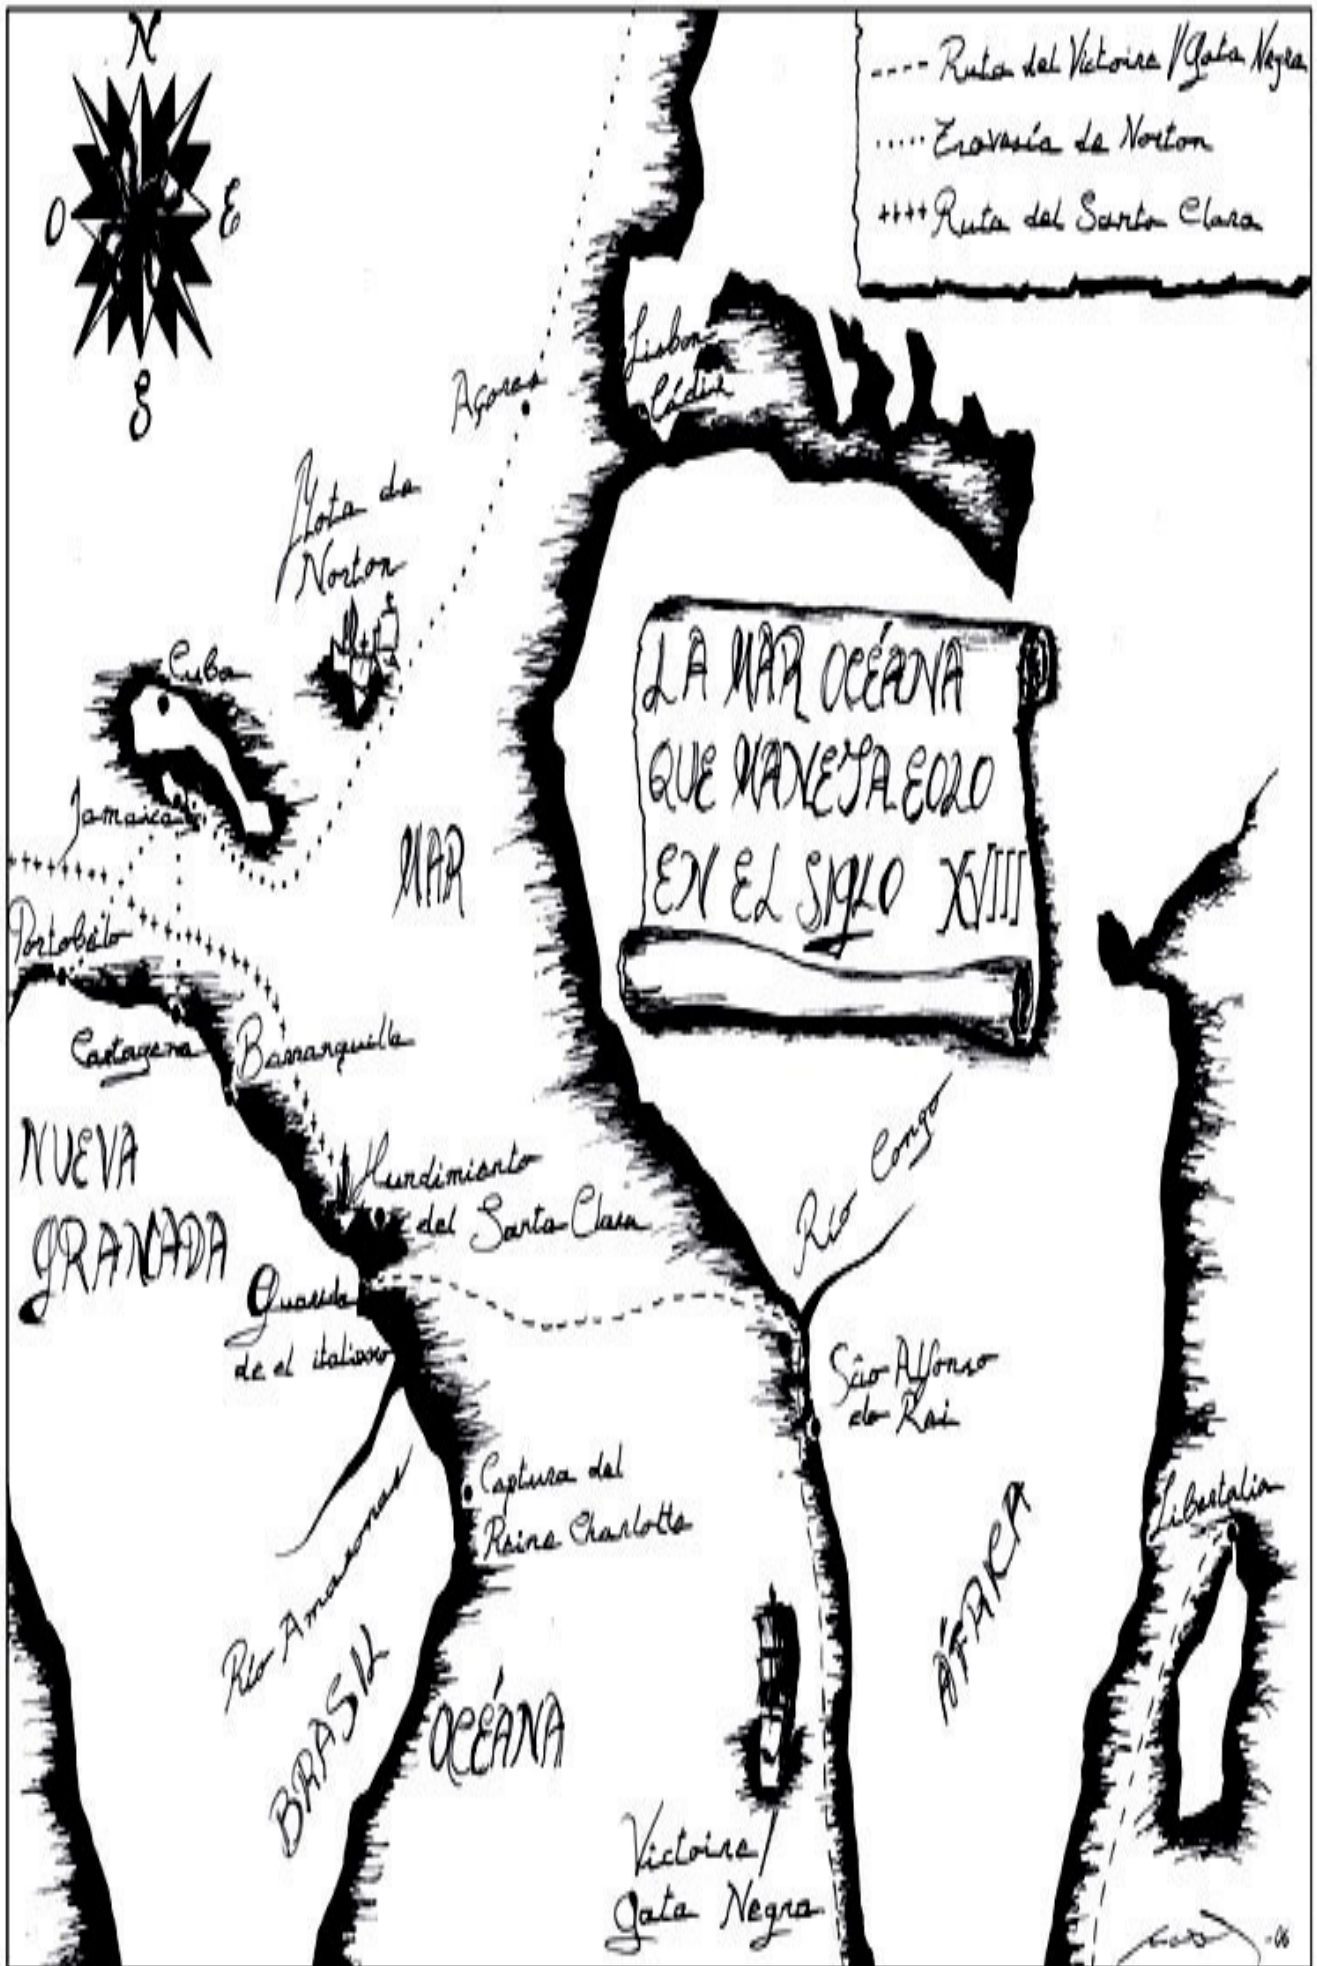 N
O
E
S
Ruta del Victoire / Gata Negra
Travesía de Norton
Ruta del Santa Clara
Lisboa
Cádiz
Açores
Flota de
Norton
Cuba
Jamaica
LA MAR OCÉANA
QUE MANEJA EOLO
EN EL SIGLO XVIII
MAR
Portobelo
Cartagena
Barranquilla
NUEVA
GRANADA
Hundimiento
del Santa Clara
Guarida
de el italiano
Río Congo
São Alfonso
do Rei
Captura del
Reine Charlotte
Río Amazonas
BRASIL
OCÉANA
ÁFRICA
Libertalia
Victoire /
Gata Negra
-06